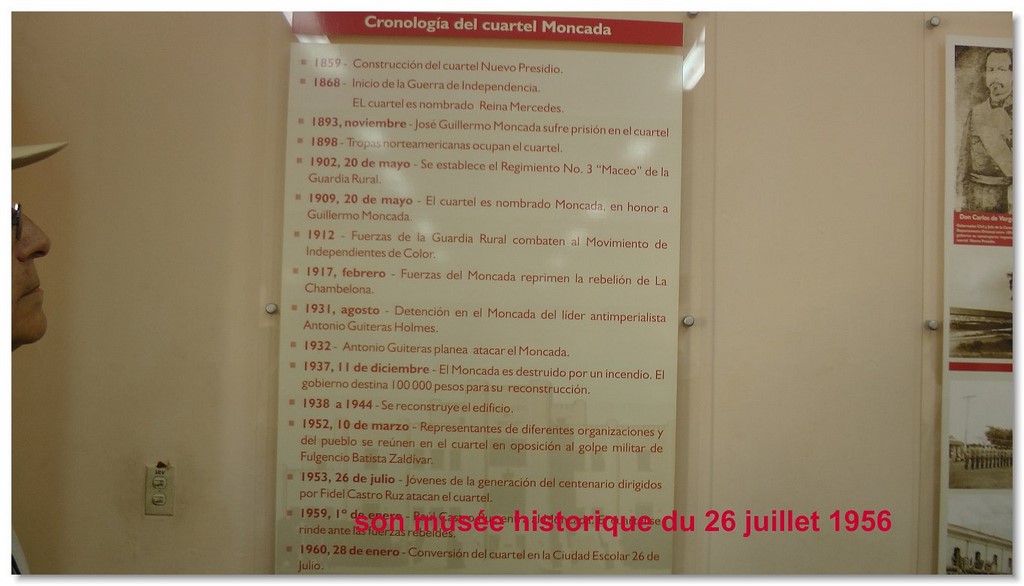 Cronología del cuartel Moncada
1859 - Construcción del cuartel Nuevo Presidio.
1868 - Inicio de la Guerra de Independencia.
EL cuartel es nombrado Reina Mercedes.
1893, noviembre - José Guillermo Moncada sufre prisión en el cuartel
1898 - Tropas norteamericanas ocupan el cuartel.
1902, 20 de mayo - Se establece el Regimiento No. 3 "Maceo" de la
Guardia Rural.
1909, 20 de mayo - El cuartel es nombrado Moncada, en honor a
Guillermo Moncada.
1912 - Fuerzas de la Guardia Rural combaten al Movimiento de
Independientes de Color.
1917, febrero - Fuerzas del Moncada reprimen la rebelión de La
Chambelona.
1931, agosto - Detención en el Moncada del líder antimperialista
Antonio Guiteras Holmes.
1932 - Antonio Guiteras planea atacar el Moncada.
1937, 11 de diciembre - El Moncada es destruido por un incendio. El
gobierno destina 100 000 pesos para su reconstrucción.
1938 a 1944 - Se reconstruye el edificio.
1952, 10 de marzo - Representantes de diferentes organizaciones y
del pueblo se reúnen en el cuartel en oposición al golpe militar de
Fulgencio Batista Zaldívar.
1953, 26 de julio - Jóvenes de la generación del centenario dirigidos
por Fidel Castro Ruz atacan el cuartel.
1959, 1º de enero - Raúl Castro
rinde ante las fuerzas rebeldes.
1960, 28 de enero - Conversión del cuartel en la Ciudad Escolar 26 de
Julio.
son musée historique du 26 juillet 1956
Don Carlos de Varg